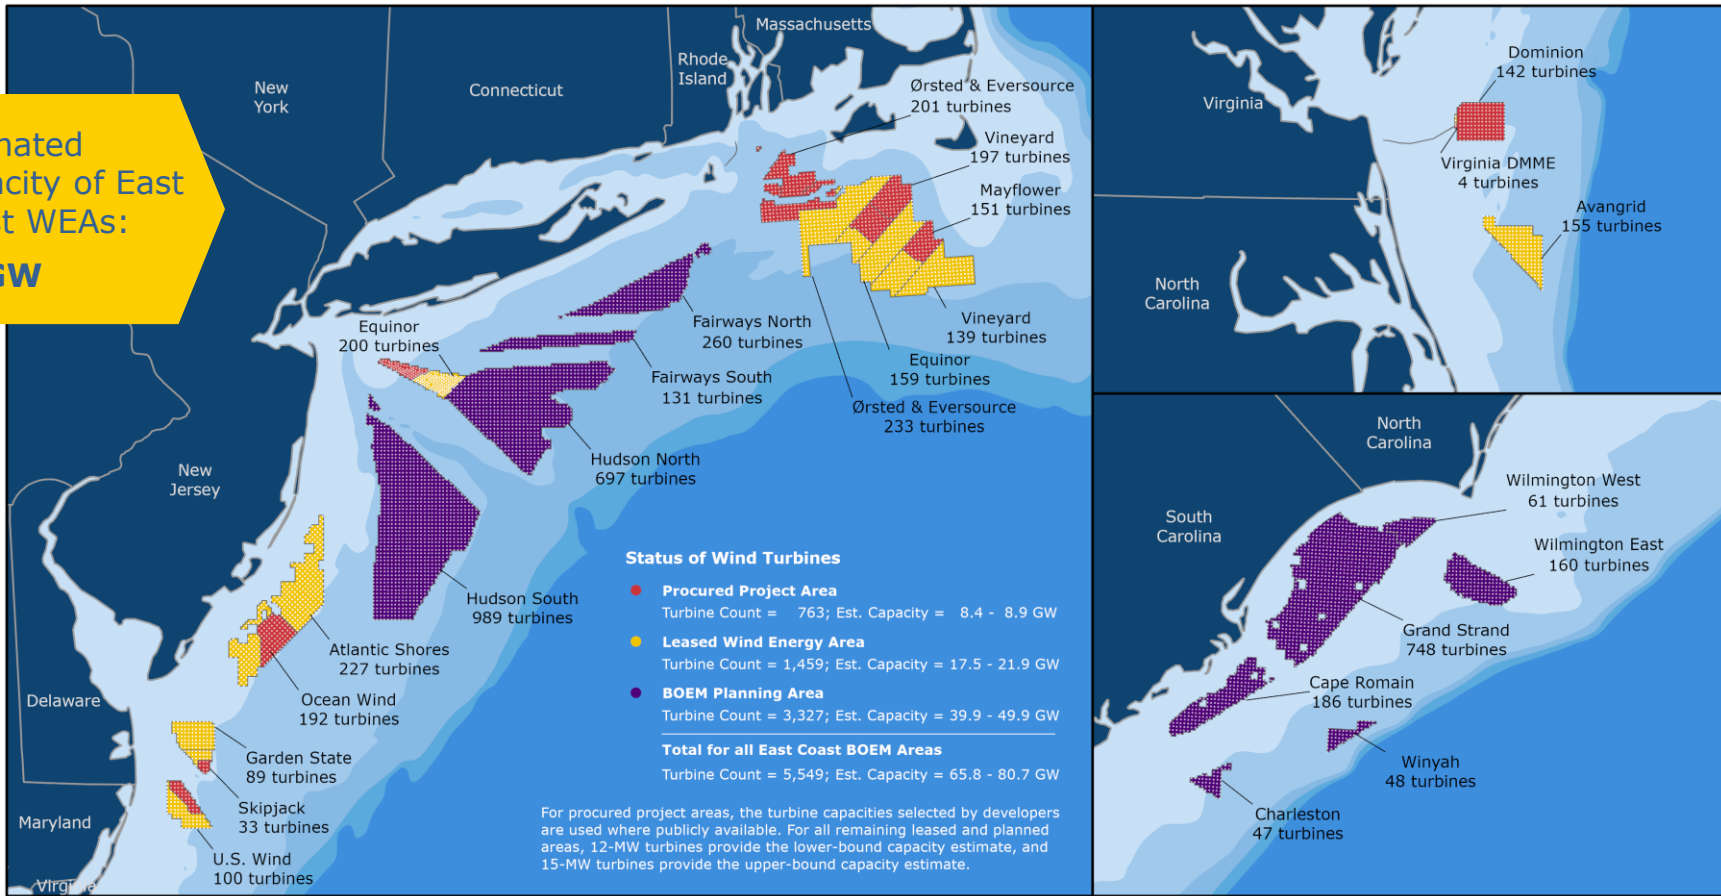 nated
acity of East
st WEAs:
GW
New
York
Connecticut
Rhode
Island
Massachusetts
Ørsted & Eversource
201 turbines
Vineyard
197 turbines
Mayflower
151 turbines
Fairways North
260 turbines
Equinor
200 turbines
Fairways South
131 turbines
Vineyard
139 turbines
Equinor
159 turbines
Ørsted & Eversource
233 turbines
Hudson North
697 turbines
New
Jersey
Hudson South
989 turbines
Atlantic Shores
227 turbines
Ocean Wind
192 turbines
Delaware
Garden State
89 turbines
Skipjack
33 turbines
Maryland
U.S. Wind
100 turbines
Virginia
Status of Wind Turbines
Procured Project Area
Turbine Count = 763; Est. Capacity = 8.4 - 8.9 GW
Leased Wind Energy Area
Turbine Count = 1,459; Est. Capacity = 17.5 - 21.9 GW
BOEM Planning Area
Turbine Count = 3,327; Est. Capacity = 39.9 - 49.9 GW
Total for all East Coast BOEM Areas
Turbine Count = 5,549; Est. Capacity = 65.8 - 80.7 GW
For procured project areas, the turbine capacities selected by developers
are used where publicly available. For all remaining leased and planned
areas, 12-MW turbines provide the lower-bound capacity estimate, and
15-MW turbines provide the upper-bound capacity estimate.
Virginia
Dominion
142 turbines
Virginia DMME
4 turbines
Avangrid
155 turbines
North
Carolina
North
Carolina
South
Carolina
Wilmington West
61 turbines
Wilmington East
160 turbines
Grand Strand
748 turbines
Cape Romain
186 turbines
Winyah
48 turbines
Charleston
47 turbines